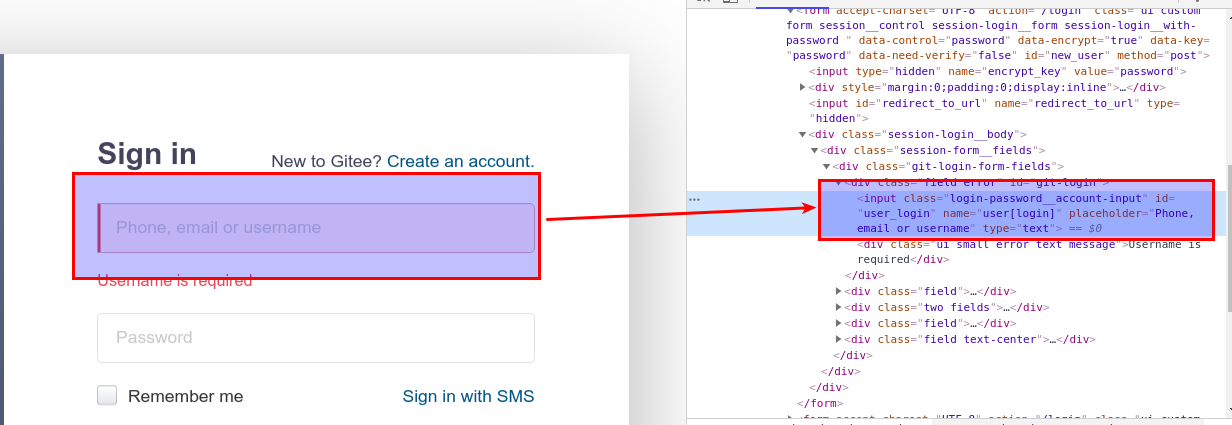 Sign in
New to Gitee? Create an account.
Phone, email or username
Username is required
Password
Remember me
Sign in with SMS
<form accept-charset="UTF-8" action="/login" class="ui custom
form session__control session-login__form session-login__with-
password " data-control="password" data-encrypt="true" data-key=
"password" data-need-verify="false" id="new_user" method="post">
<input type="hidden" name="encrypt_key" value="password">
<div style="margin:0;padding:0;display:inline">…</div>
<input id="redirect_to_url" name="redirect_to_url" type=
"hidden">
<div class="session-login__body">
<div class="session-form__fields">
<div class="git-login-form-fields">
<div class="field error" id="git-login">
<input class="login-password__account-input" id=
"user_login" name="user[login]" placeholder="Phone,
email or username" type="text"> == $0
<div class="ui small error text message">Username is
required</div>
</div>
<div class="field">…</div>
<div class="two fields">…</div>
<div class="field">…</div>
<div class="field text-center">…</div>
</div>
</div>
</div>
</form>
<form accept-charset="UTF-8" action="/login" class="ui custom